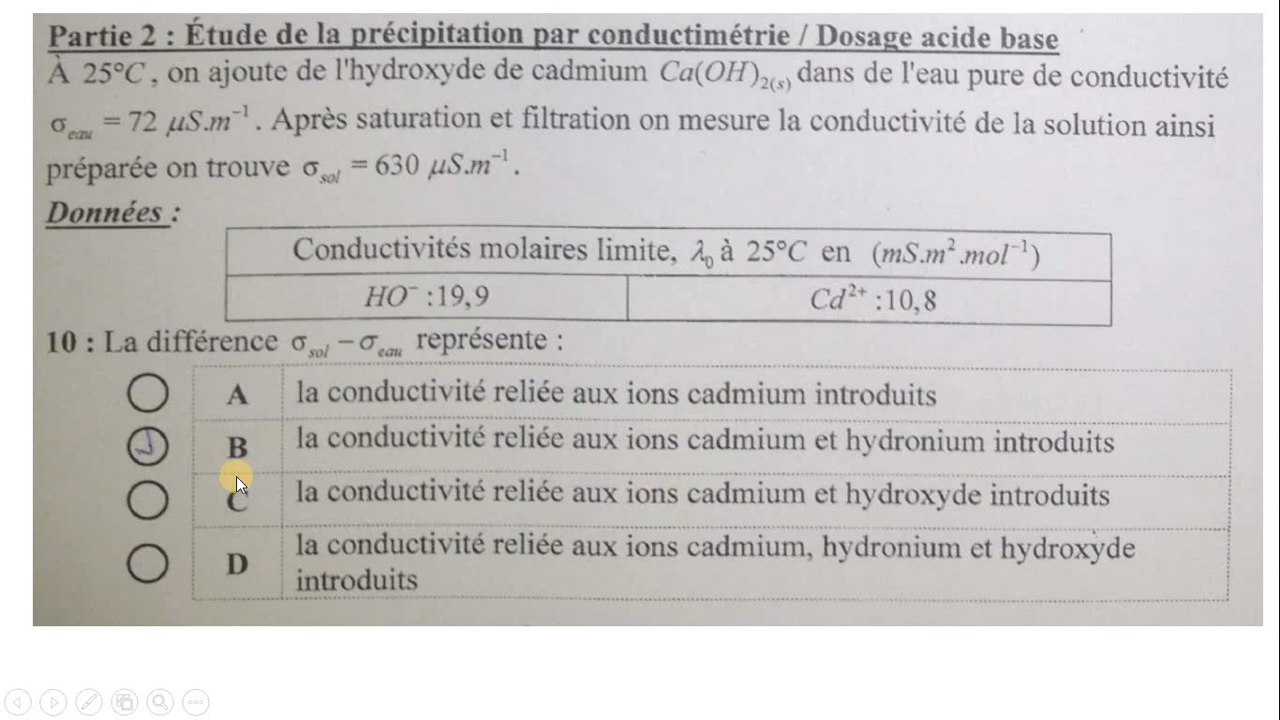 Partie 2 : Étude de la précipitation par conductimétrie / Dosage acide base
À 25°C, on ajoute de l'hydroxyde de cadmium Ca(OH)₂₍ₛ₎ dans de l'eau pure de conductivité
σ_eau = 72 μS.m⁻¹. Après saturation et filtration on mesure la conductivité de la solution ainsi
préparée on trouve σ_sol = 630 μS.m⁻¹.
Données :
Conductivités molaires limite, λ₀ à 25°C en (mS.m².mol⁻¹)
HO⁻ :19,9
Cd²⁺ :10,8
10 : La différence σ_sol − σ_eau représente :
A la conductivité reliée aux ions cadmium introduits
B la conductivité reliée aux ions cadmium et hydronium introduits
C la conductivité reliée aux ions cadmium et hydroxyde introduits
D la conductivité reliée aux ions cadmium, hydronium et hydroxyde
introduits